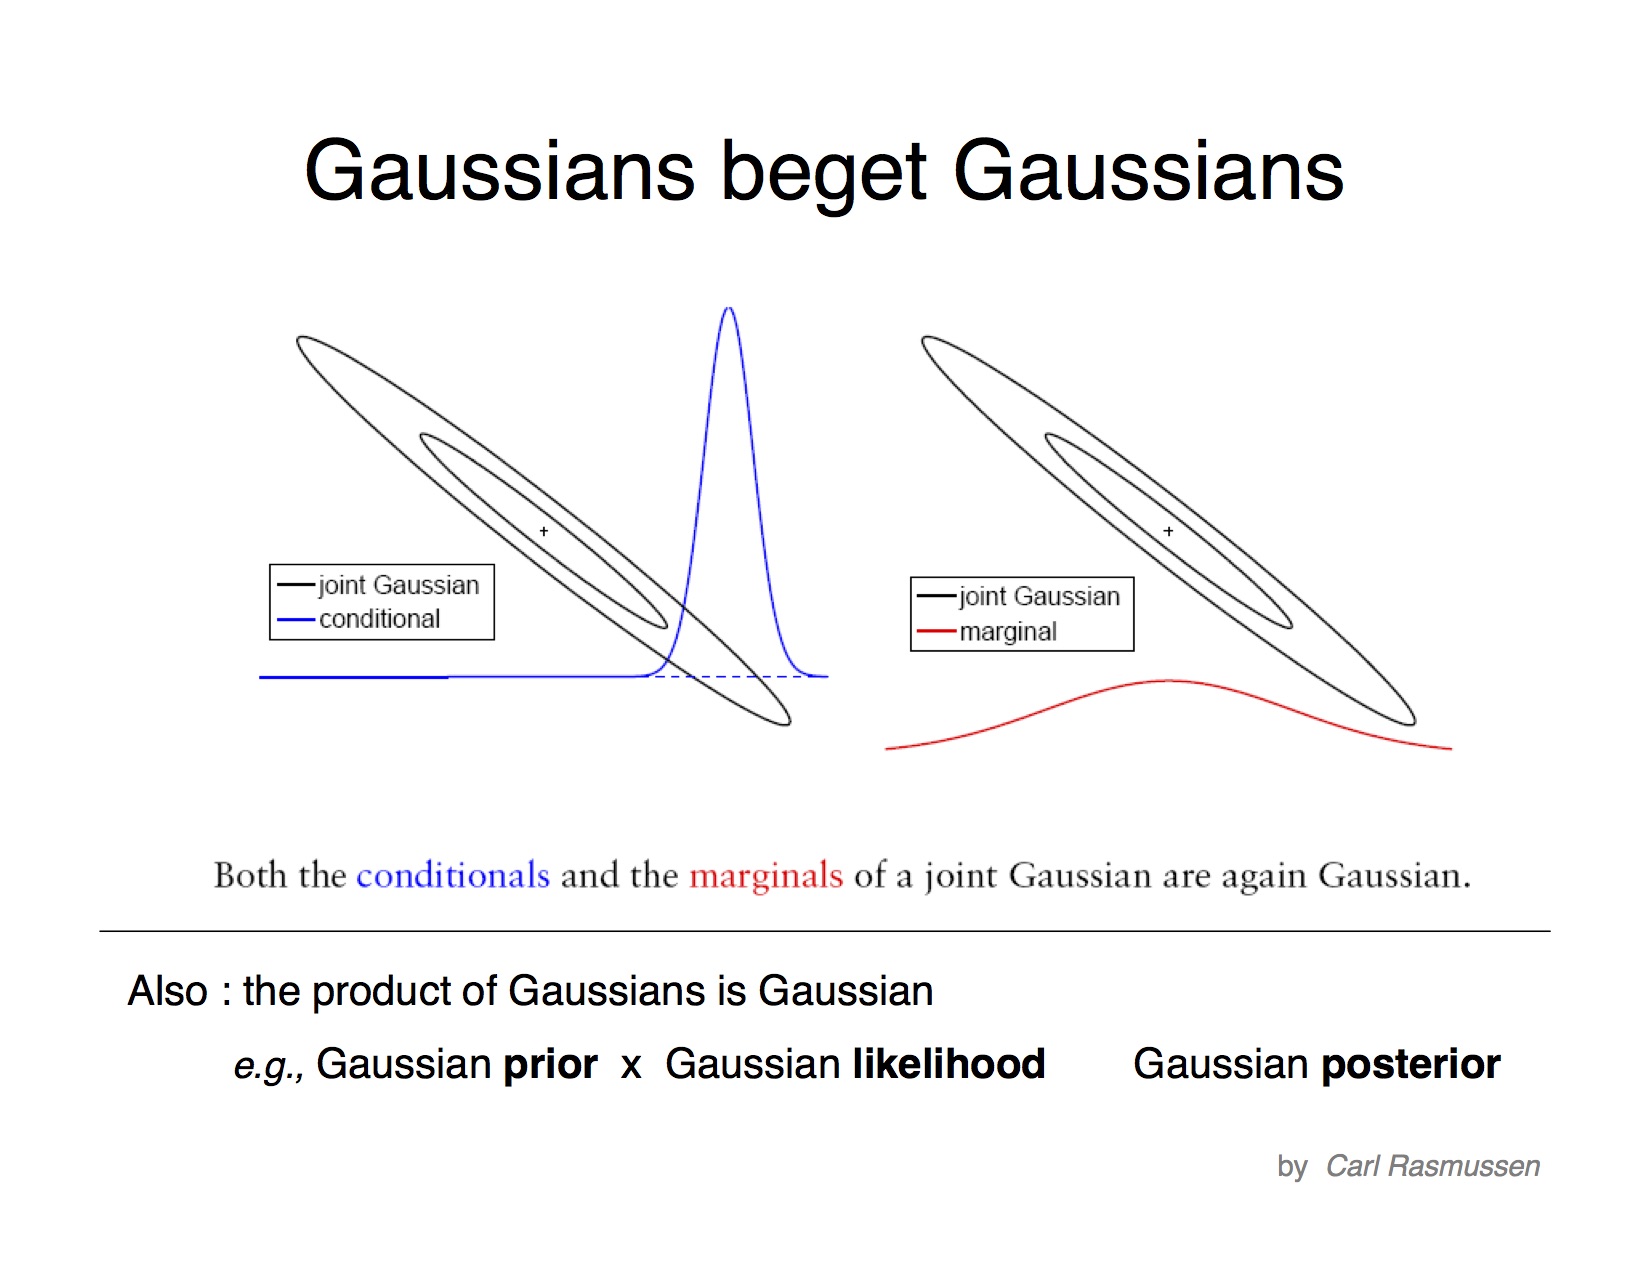 Gaussians beget Gaussians
joint Gaussian
conditional
joint Gaussian
marginal
Both the conditionals and the marginals of a joint Gaussian are again Gaussian.
Also : the product of Gaussians is Gaussian
e.g., Gaussian prior x Gaussian likelihood Gaussian posterior
by Carl Rasmussen